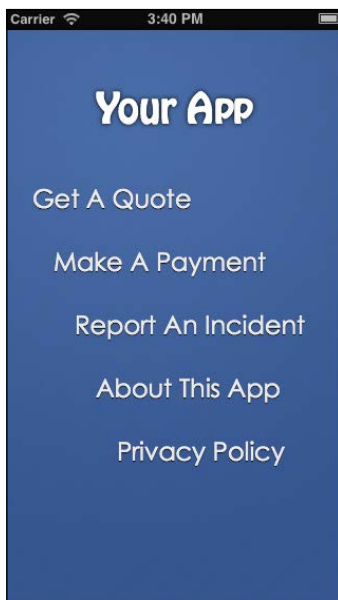 Carrier 3:40 PM
Your App
Get A Quote
Make A Payment
Report An Incident
About This App
Privacy Policy